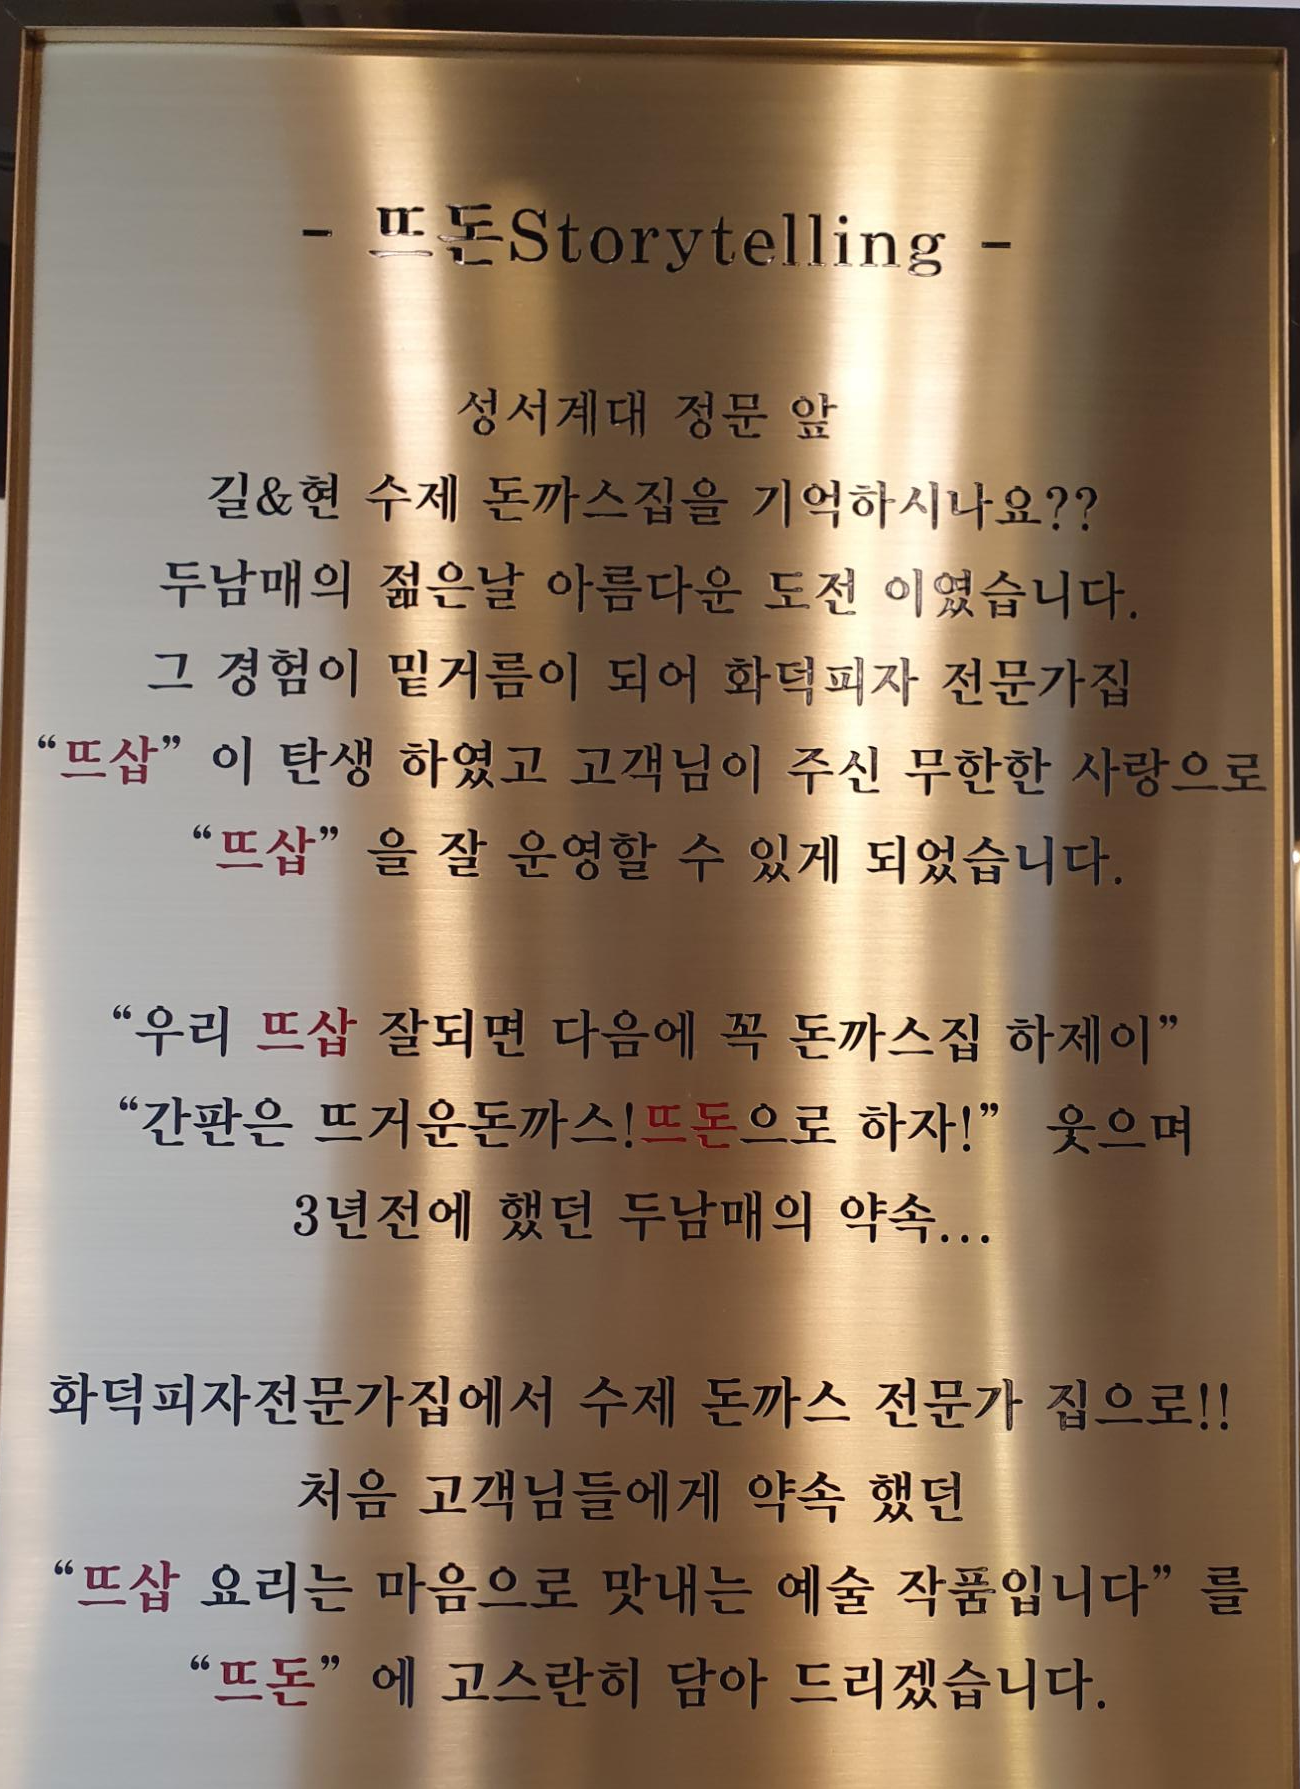 - 뜨돈Storytelling -
성서계대 정문 앞
길&현 수제 돈까스집을 기억하시나요??
두남매의 젊은날 아름다운 도전 이였습니다.
그 경험이 밑거름이 되어 화덕피자 전문가집
“뜨삽” 이 탄생 하였고 고객님이 주신 무한한 사랑으로
“뜨삽” 을 잘 운영할 수 있게 되었습니다.
“우리 뜨삽 잘되면 다음에 꼭 돈까스집 하제이”
“간판은 뜨거운돈까스!뜨돈으로 하자!” 웃으며
3년전에 했던 두남매의 약속...
화덕피자전문가집에서 수제 돈까스 전문가 집으로!!
처음 고객님들에게 약속 했던
“뜨삽 요리는 마음으로 맛내는 예술 작품입니다” 를
“뜨돈” 에 고스란히 담아 드리겠습니다.